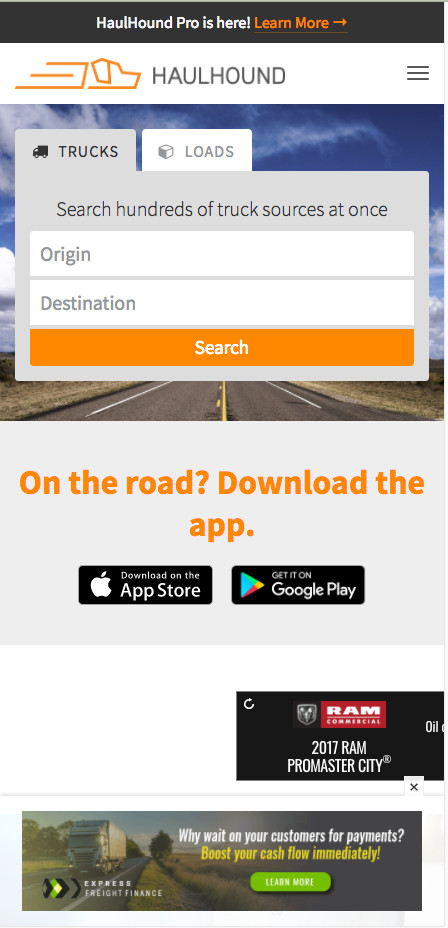 HaulHound Pro is here! Learn More →
HAULHOUND
TRUCKS
LOADS
Search hundreds of truck sources at once
Origin
Destination
Search
On the road? Download the
app.
Download on the
App Store
GET IT ON
Google Play
RAM
COMMERCIAL
2017 RAM
PROMASTER CITY®
Oil
Why wait on your customers for payments?
Boost your cash flow immediately!
EXPRESS
FREIGHT FINANCE
LEARN MORE